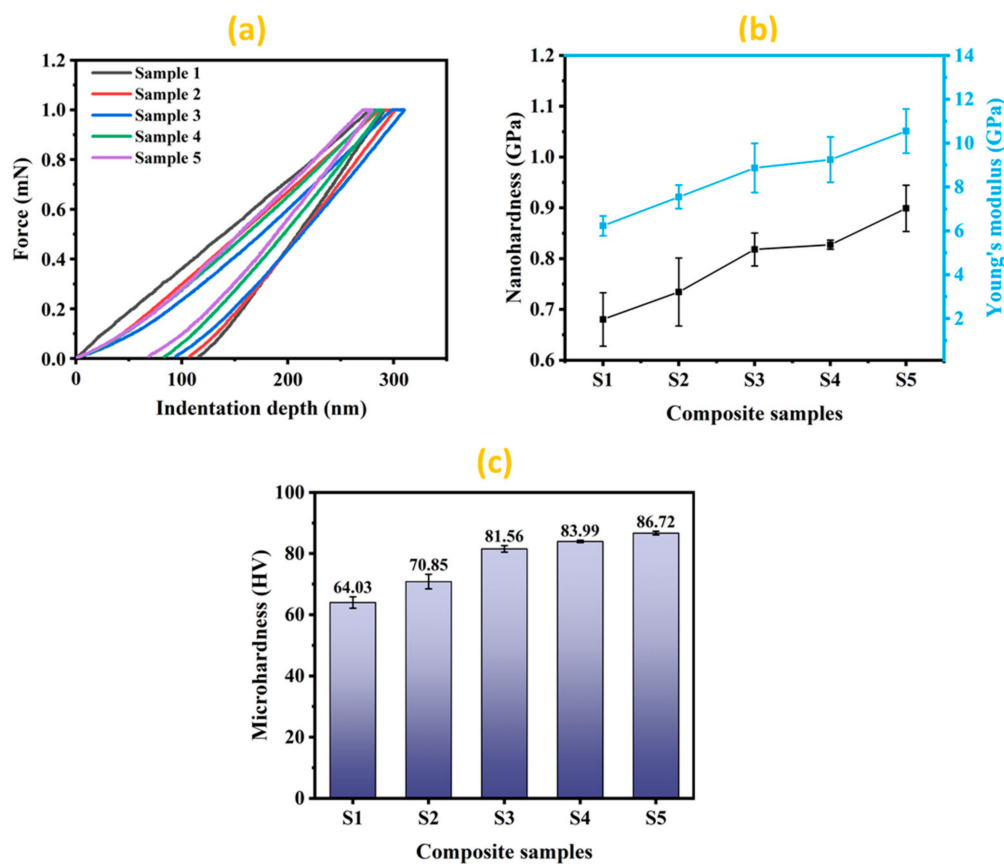 (a)
1.2
1.0
0.8
0.6
0.4
0.2
0.0
Force (mN)
Sample 1
Sample 2
Sample 3
Sample 4
Sample 5
0 100 200 300
Indentation depth (nm)
(b)
1.2
1.1
1.0
0.9
0.8
0.7
0.6
Nanohardness (GPa)
14
12
10
8
6
4
2
Young's modulus (GPa)
S1 S2 S3 S4 S5
Composite samples
(c)
100
80
60
40
20
0
Microhardness (HV)
64.03
70.85
81.56
83.99
86.72
S1 S2 S3 S4 S5
Composite samples